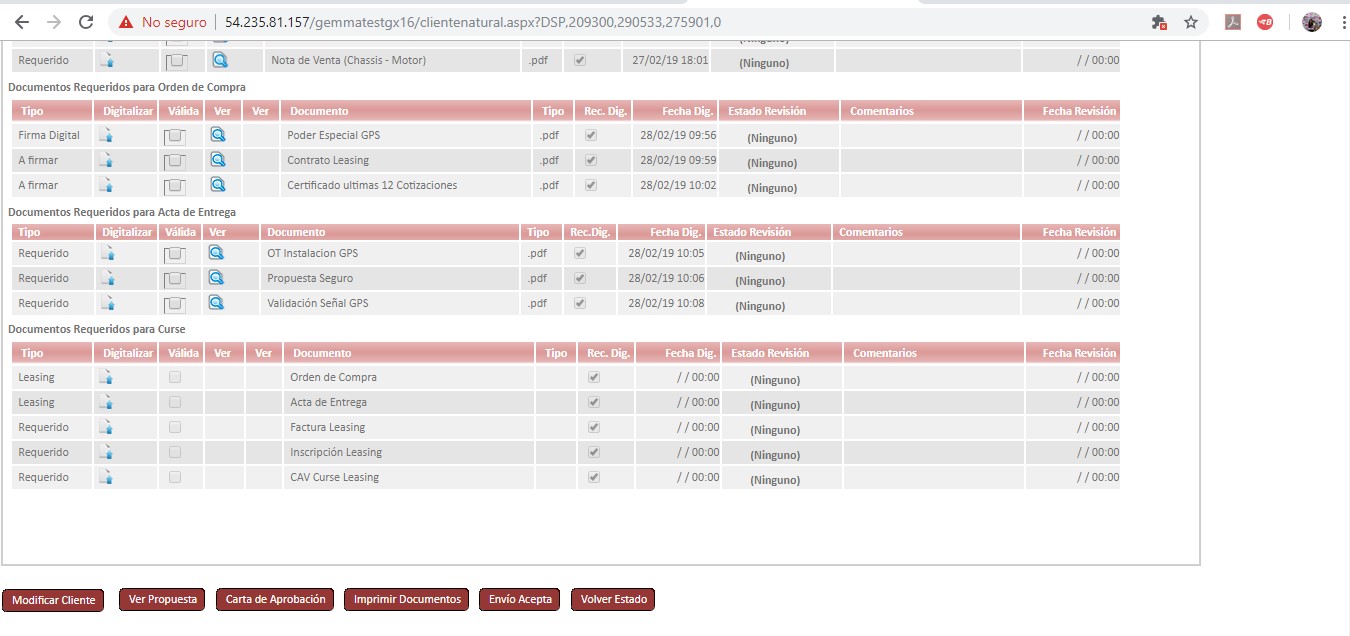 No seguro | 54.235.81.157/gemmatestgx16/clientenatural.aspx?DSP,209300,290533,275901,0
(Ninguno)
Requerido Nota de Venta (Chassis - Motor) .pdf 27/02/19 18:01 (Ninguno) / / 00:00
Documentos Requeridos para Orden de Compra
Tipo Digitalizar Válida Ver Ver Documento Tipo Rec. Dig. Fecha Dig. Estado Revisión Comentarios Fecha Revisión
Firma Digital Poder Especial GPS .pdf 28/02/19 09:56 (Ninguno) / / 00:00
A firmar Contrato Leasing .pdf 28/02/19 09:59 (Ninguno) / / 00:00
A firmar Certificado ultimas 12 Cotizaciones .pdf 28/02/19 10:02 (Ninguno) / / 00:00
Documentos Requeridos para Acta de Entrega
Tipo Digitalizar Válida Ver Documento Tipo Rec.Dig. Fecha Dig. Estado Revisión Comentarios Fecha Revisión
Requerido OT Instalacion GPS .pdf 28/02/19 10:05 (Ninguno) / / 00:00
Requerido Propuesta Seguro .pdf 28/02/19 10:06 (Ninguno) / / 00:00
Requerido Validación Señal GPS .pdf 28/02/19 10:08 (Ninguno) / / 00:00
Documentos Requeridos para Curse
Tipo Digitalizar Válida Ver Ver Documento Tipo Rec. Dig. Fecha Dig. Estado Revisión Comentarios Fecha Revisión
Leasing Orden de Compra / / 00:00 (Ninguno) / / 00:00
Leasing Acta de Entrega / / 00:00 (Ninguno) / / 00:00
Requerido Factura Leasing / / 00:00 (Ninguno) / / 00:00
Requerido Inscripción Leasing / / 00:00 (Ninguno) / / 00:00
Requerido CAV Curse Leasing / / 00:00 (Ninguno) / / 00:00
Modificar Cliente Ver Propuesta Carta de Aprobación Imprimir Documentos Envío Acepta Volver Estado